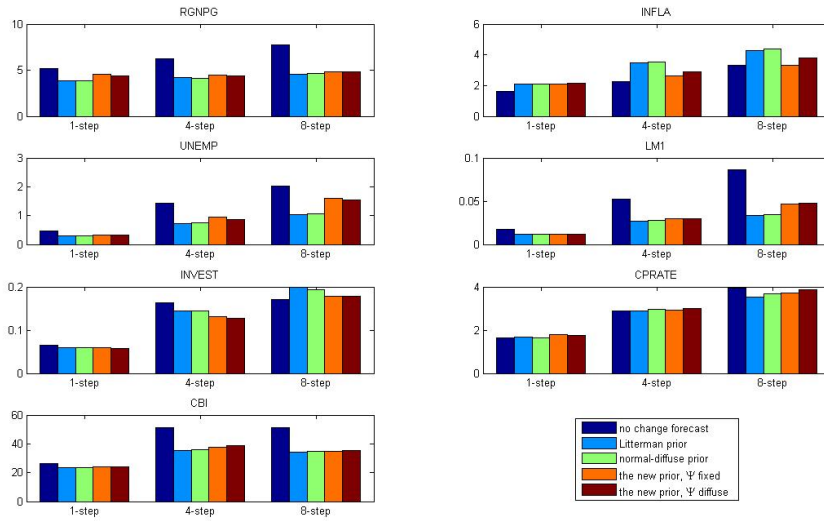 RGNPG
10
5
0
1-step
4-step
8-step
INFLA
6
4
2
0
1-step
4-step
8-step
UNEMP
3
2
1
0
1-step
4-step
8-step
LM1
0.1
0.05
0
1-step
4-step
8-step
INVEST
0.2
0.1
0
1-step
4-step
8-step
CPRATE
4
2
0
1-step
4-step
8-step
CBI
60
40
20
0
1-step
4-step
8-step
no change forecast
Litterman prior
normal-diffuse prior
the new prior, Ψ fixed
the new prior, Ψ diffuse